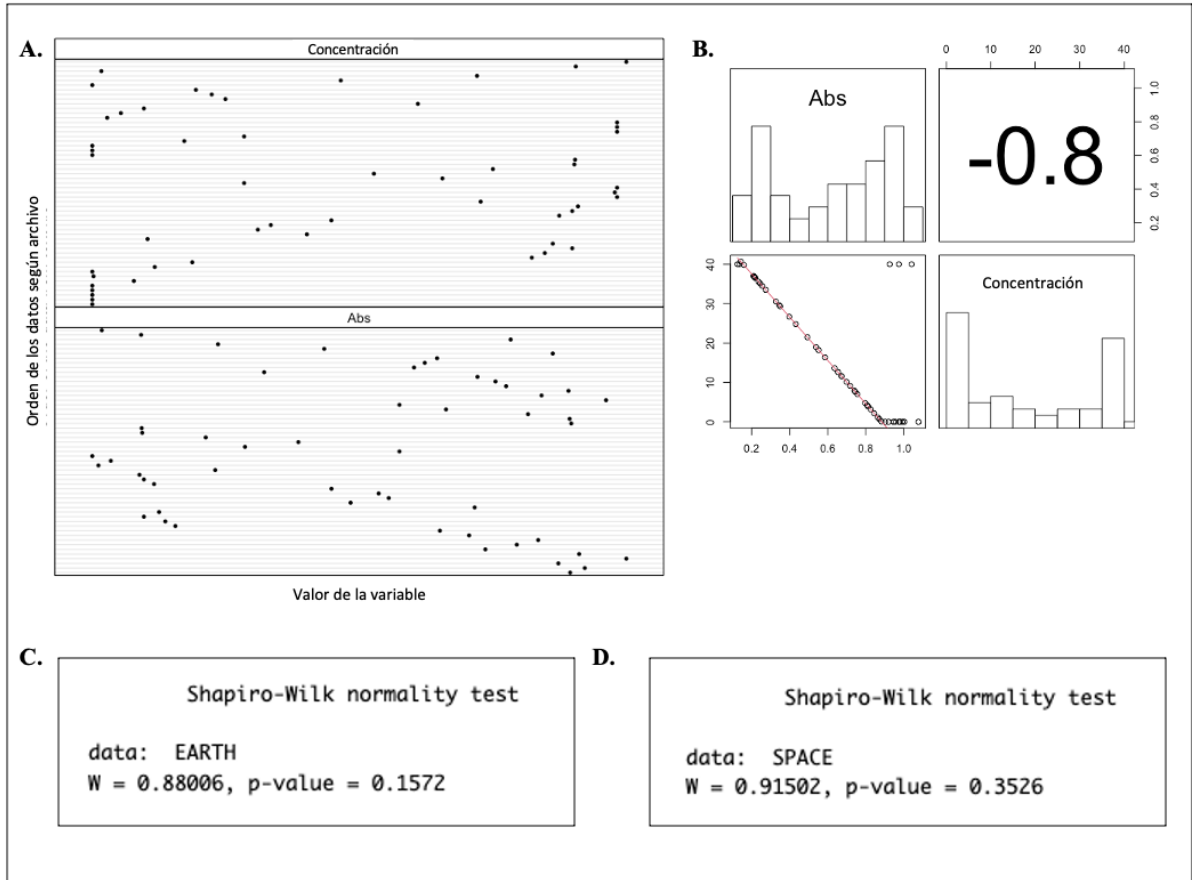 A.
Concentración
Orden de los datos según archivo
Abs
Valor de la variable
B.
0 10 20 30 40
Abs
-0.8
1.0
0.8
0.6
0.4
0.2
40
30
20
10
0
Concentración
0.2 0.4 0.6 0.8 1.0
C.
Shapiro-Wilk normality test
data: EARTH
W = 0.88006, p-value = 0.1572
D.
Shapiro-Wilk normality test
data: SPACE
W = 0.91502, p-value = 0.3526